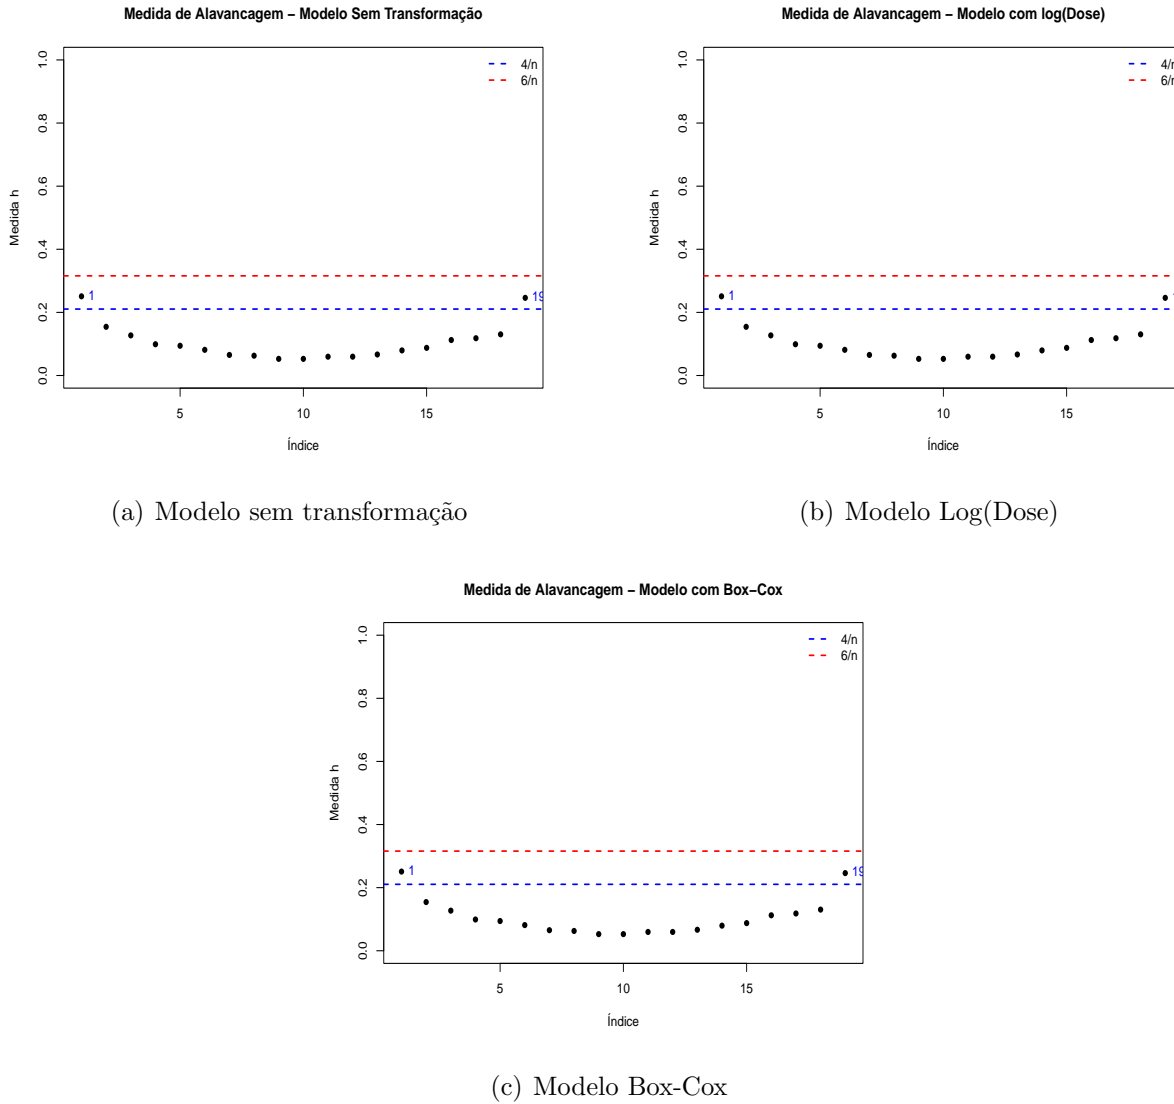 Medida de Alavancagem − Modelo Sem Transformação
1.0
0.8
0.6
0.4
0.2
0.0
Medida h
4/n
6/n
1
19
5
10
15
Índice
(a) Modelo sem transformação
Medida de Alavancagem − Modelo com log(Dose)
1.0
0.8
0.6
0.4
0.2
0.0
Medida h
4/n
6/n
1
5
10
15
Índice
(b) Modelo Log(Dose)
Medida de Alavancagem − Modelo com Box−Cox
1.0
0.8
0.6
0.4
0.2
0.0
Medida h
4/n
6/n
1
19
5
10
15
Índice
(c) Modelo Box-Cox